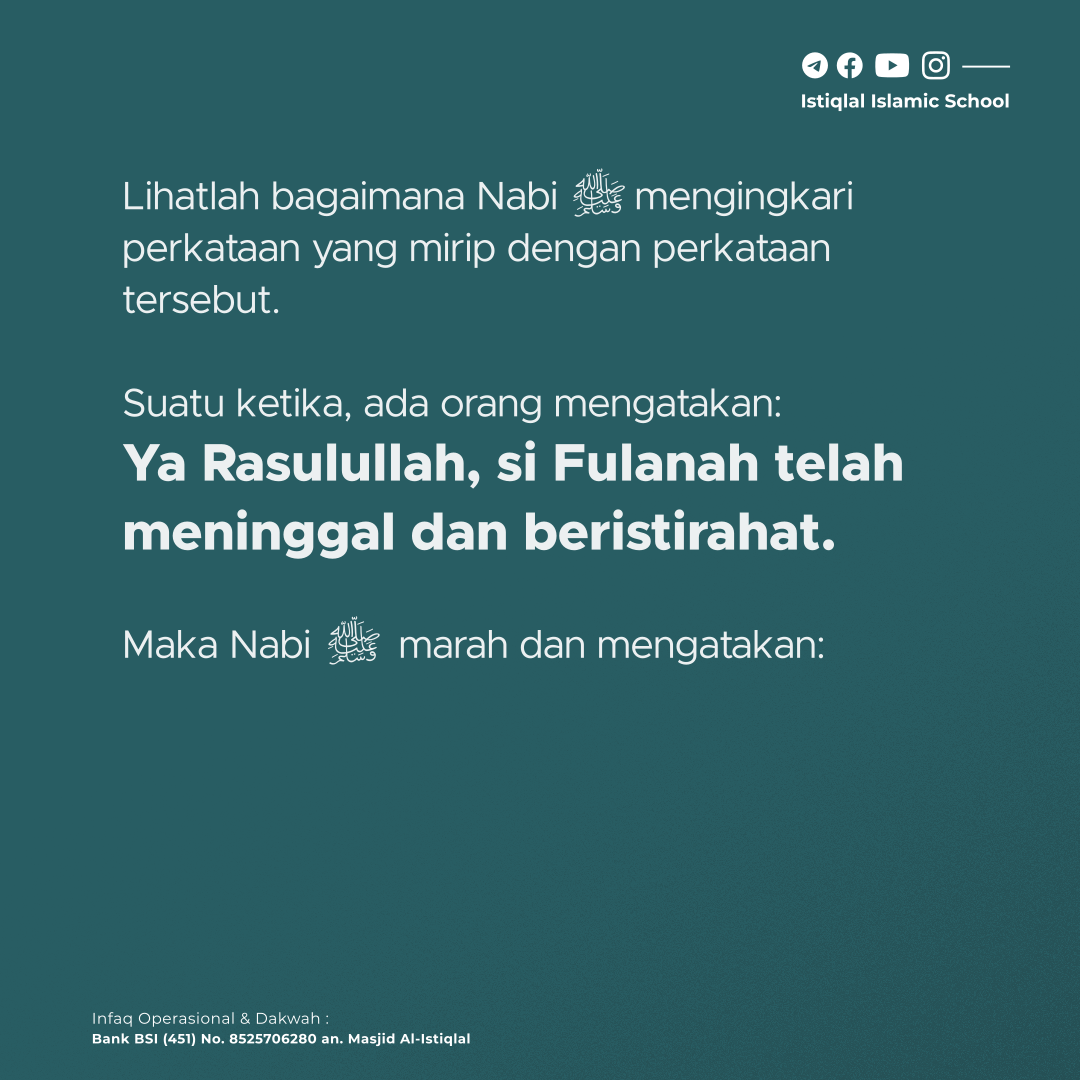 Istiqlal Islamic School
Lihatlah bagaimana Nabi ﷺ mengingkari
perkataan yang mirip dengan perkataan
tersebut.
Suatu ketika, ada orang mengatakan:
Ya Rasulullah, si Fulanah telah
meninggal dan beristirahat.
Maka Nabi ﷺ marah dan mengatakan:
Infaq Operasional & Dakwah :
Bank BSI (451) No. 8525706280 an. Masjid Al-Istiqlal